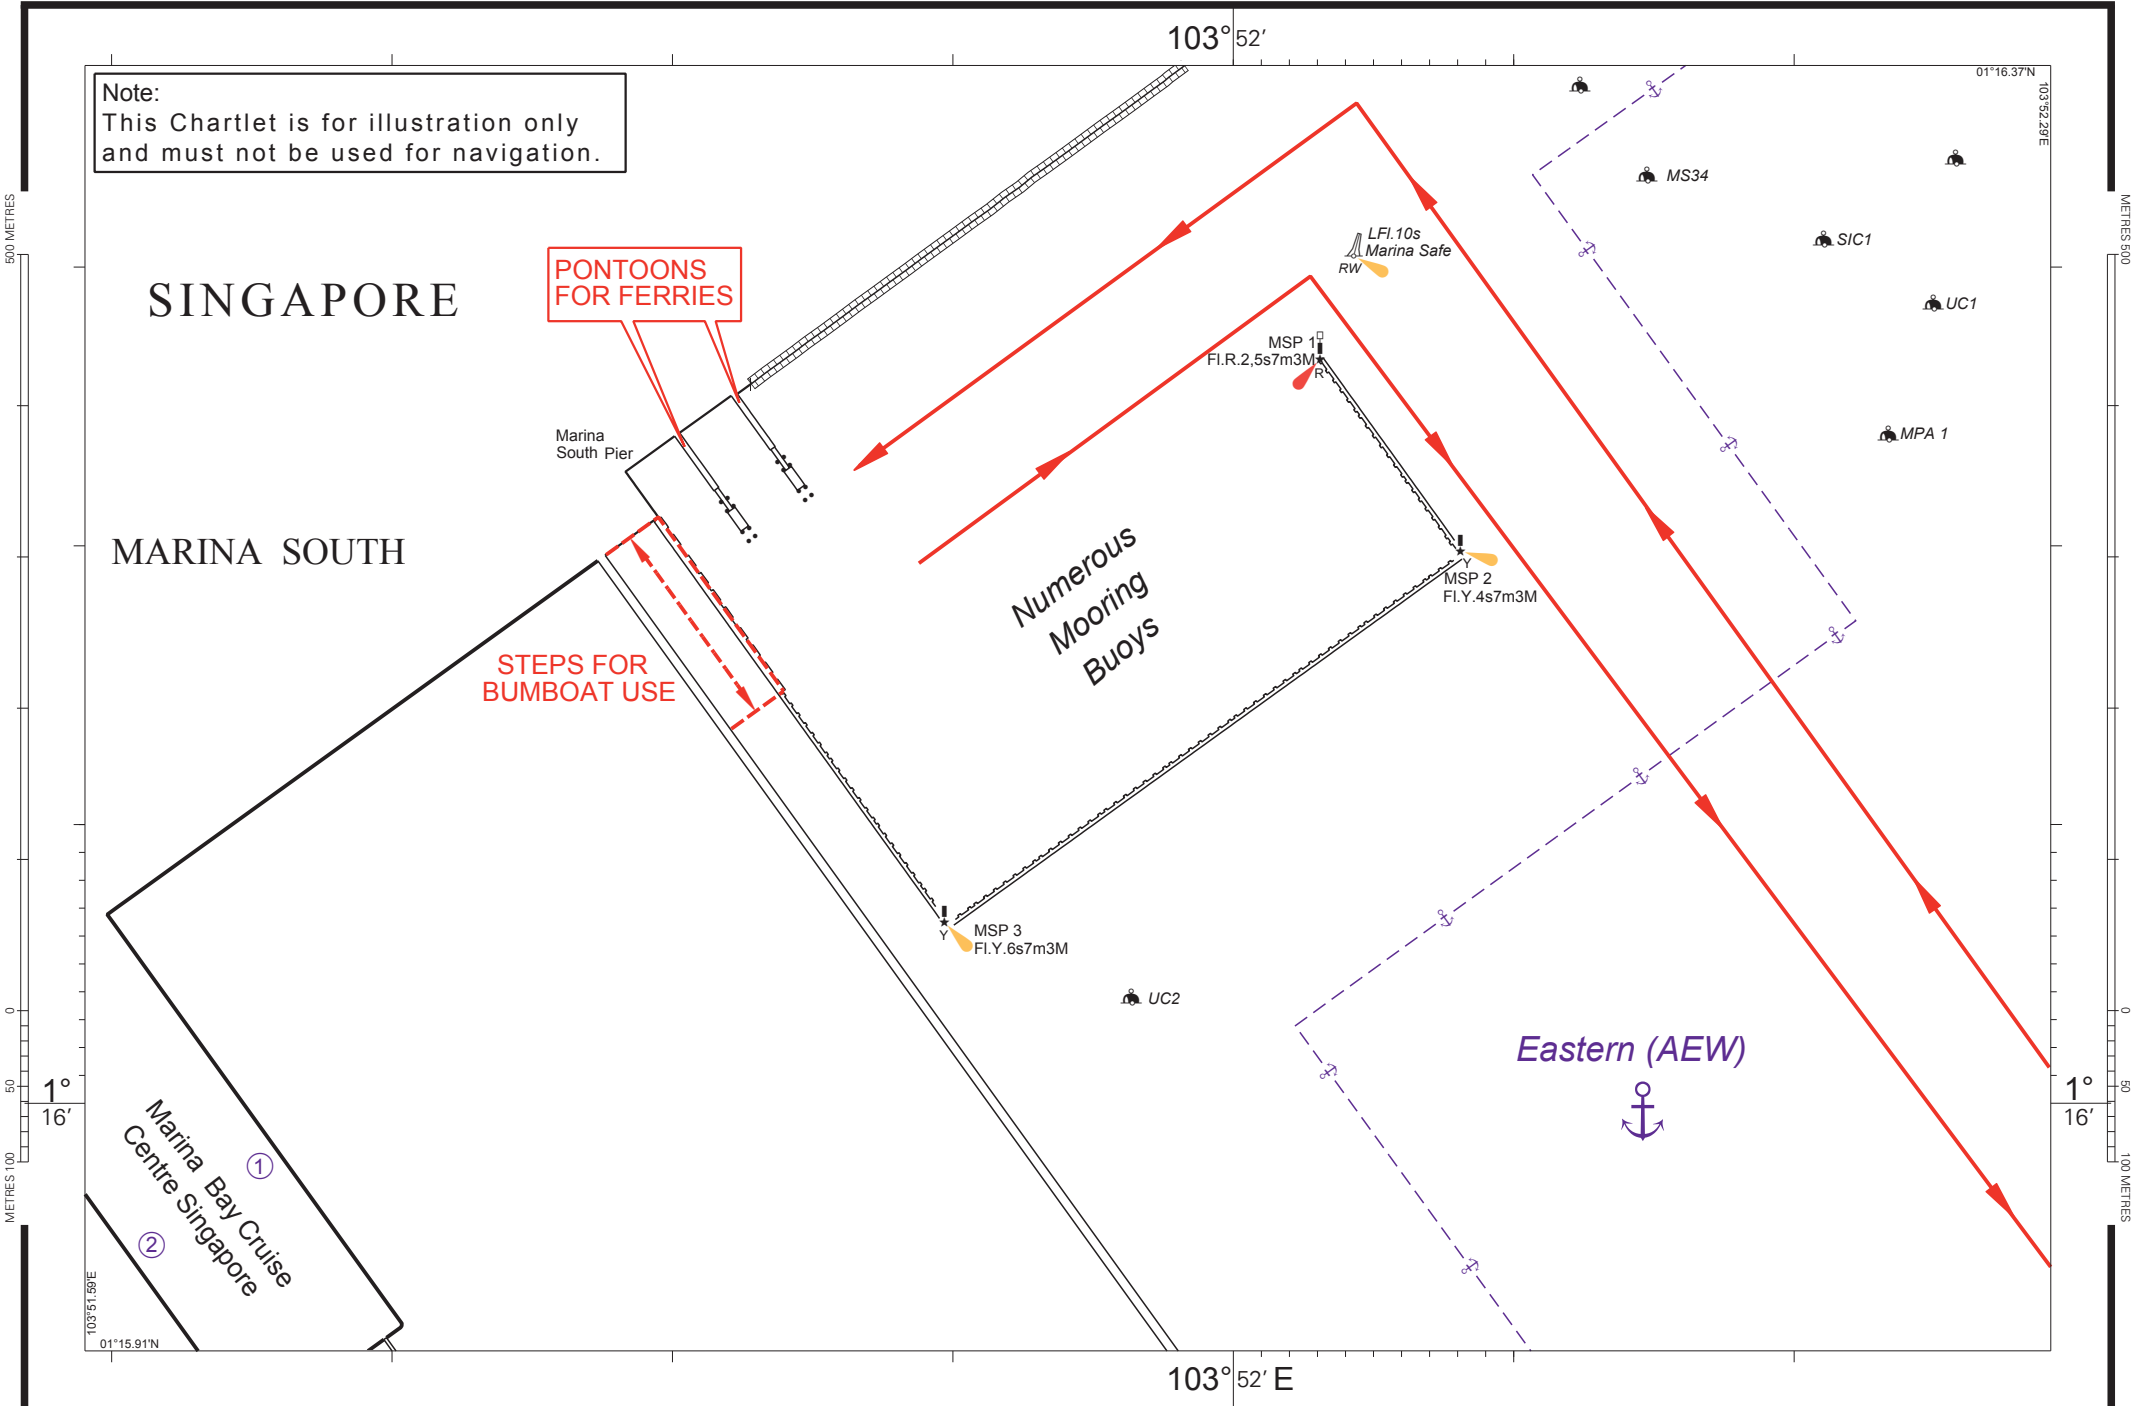 103°52′
Note:
This Chartlet is for illustration only
and must not be used for navigation.
01°16.37'N
103°52.29'E
500 METRES
METRES 500
MS34
SIC1
UC1
MPA 1
LFl.10s
Marina Safe
RW
PONTOONS
FOR FERRIES
SINGAPORE
MSP 1
Fl.R.2,5s7m3M
R
Marina
South Pier
MARINA SOUTH
Numerous
Mooring
Buoys
Y
MSP 2
Fl.Y.4s7m3M
STEPS FOR
BUMBOAT USE
Y
MSP 3
Fl.Y.6s7m3M
UC2
Eastern (AEW)
0
50
METRES 100
1°
16′
0
50
100 METRES
1°
16′
Marina Bay Cruise
Centre Singapore
1
2
103°51.59'E
01°15.91'N
103°52′ E